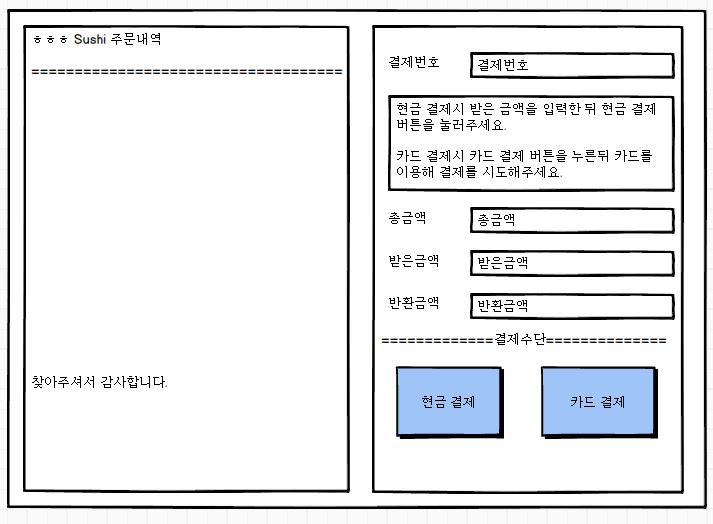 ㅎㅎㅎ Sushi 주문내역
====================================
찾아주셔서 감사합니다.
결제번호
결제번호
현금 결제시 받은 금액을 입력한 뒤 현금 결제
버튼을 눌러주세요.
카드 결제시 카드 결제 버튼을 누른뒤 카드를
이용해 결제를 시도해주세요.
총금액
총금액
받은금액
받은금액
반환금액
반환금액
=============결제수단==============
현금 결제
카드 결제